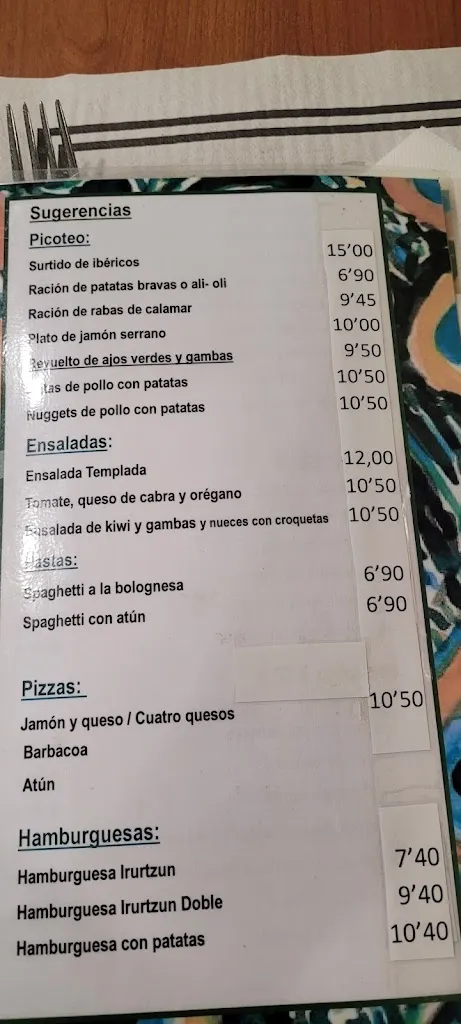 Sugerencias
Picoteo:
Surtido de ibéricos 15’00
Ración de patatas bravas o ali- oli 6’90
Ración de rabas de calamar 9’45
Plato de jamón serrano 10’00
Revuelto de ajos verdes y gambas 9’50
de pollo con patatas 10’50
Nuggets de pollo con patatas 10’50
Ensaladas:
Ensalada Templada 12,00
Tomate, queso de cabra y orégano 10’50
Ensalada de kiwi y gambas y nueces con croquetas 10’50
Pastas:
Spaghetti a la bolognesa 6’90
Spaghetti con atún 6’90
Pizzas:
Jamón y queso / Cuatro quesos 10’50
Barbacoa
Atún
Hamburguesas:
Hamburguesa Irurtzun 7’40
Hamburguesa Irurtzun Doble 9’40
Hamburguesa con patatas 10’40